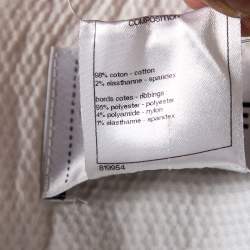 COMPOSITION
98% coton - cotton
2% elasthanne - spandex
bords cotes - ribbings
95% polyester - polyester
4% polyamide - nylon
1% elasthanne - spandex
819954